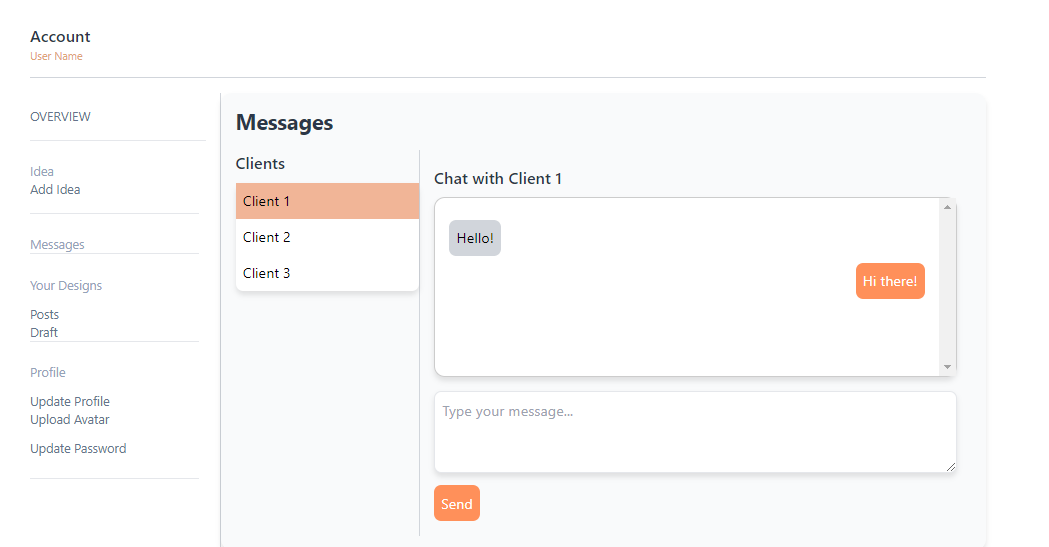 Account
User Name
OVERVIEW
Idea
Add Idea
Messages
Your Designs
Posts
Draft
Profile
Update Profile
Upload Avatar
Update Password
Messages
Clients
Client 1
Client 2
Client 3
Chat with Client 1
Hello!
Hi there!
Type your message...
Send